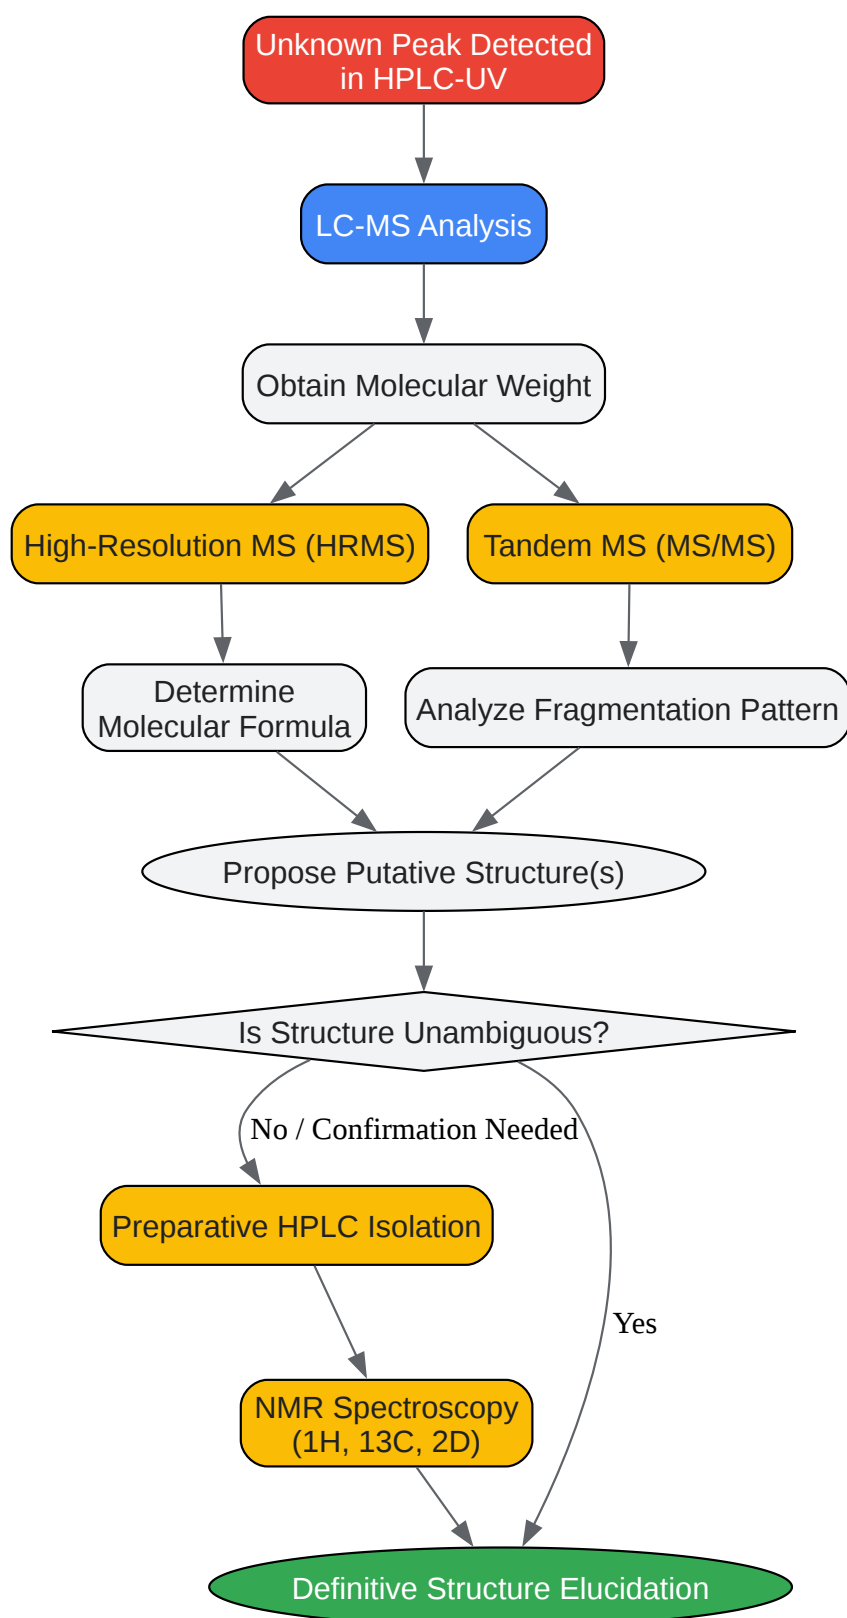 Unknown Peak Detected
in HPLC-UV
LC-MS Analysis
Obtain Molecular Weight
High-Resolution MS (HRMS)
Tandem MS (MS/MS)
Determine
Molecular Formula
Analyze Fragmentation Pattern
Propose Putative Structure(s)
Is Structure Unambiguous?
No / Confirmation Needed
Preparative HPLC Isolation
Yes
NMR Spectroscopy
(1H, 13C, 2D)
Definitive Structure Elucidation